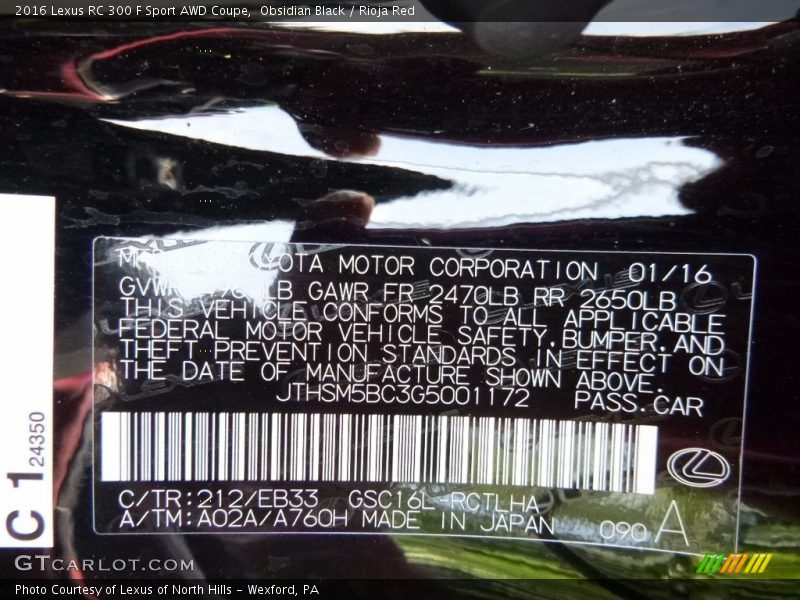 2016 Lexus RC 300 F Sport AWD Coupe, Obsidian Black / Rioja Red
TOYOTA MOTOR CORPORATION 01/16
GVWR LB GAWR FR 2470LB RR 2650LB
THIS VEHICLE CONFORMS TO ALL APPLICABLE
FEDERAL MOTOR VEHICLE SAFETY,BUMPER,AND
THEFT PREVENTION STANDARDS IN EFFECT ON
THE DATE OF MANUFACTURE SHOWN ABOVE.
JTHSM5BC3G5001172 PASS.CAR
C/TR:212/EB33 GSC16L-RCTLHA
A/TM:A02A/A760H MADE IN JAPAN 090 A
C 1
24350
GTCARLOT.COM
Photo Courtesy of Lexus of North Hills - Wexford, PA